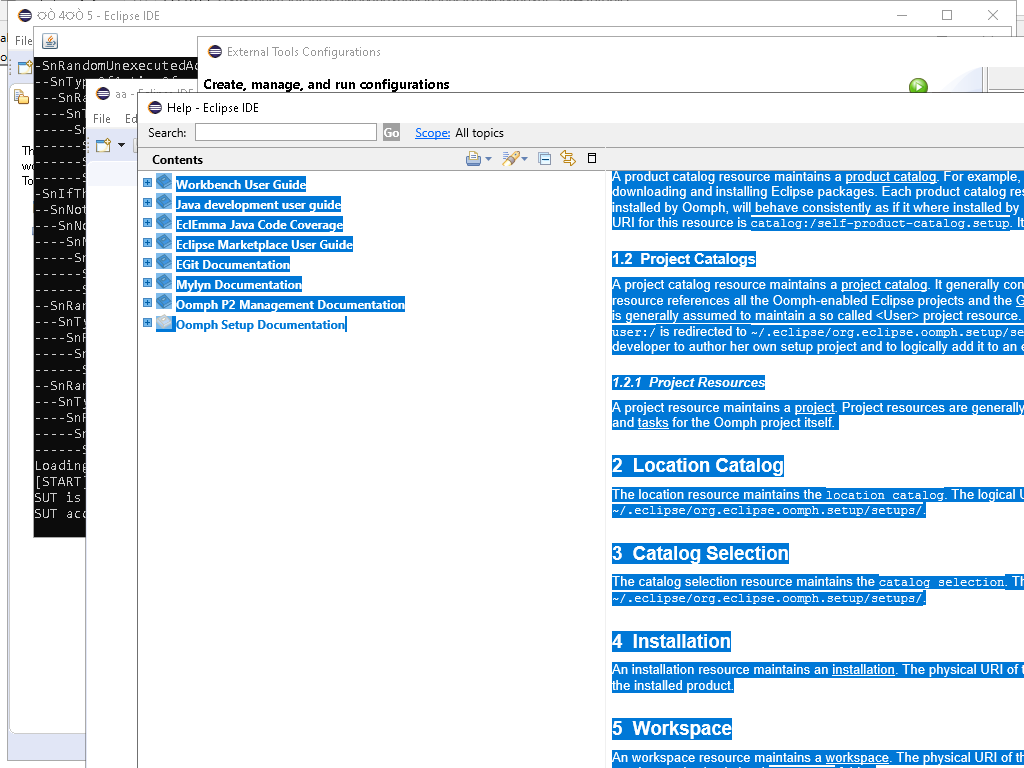 ѺÒ 4ѺÒ 5 - Eclipse IDE
File
External Tools Configurations
Create, manage, and run configurations
-SnRandomUnexecutedAc
aa - Eclipse IDE
File
Help - Eclipse IDE
Search:
Go
Scope: All topics
Contents
Workbench User Guide
Java development user guide
EclEmma Java Code Coverage
Eclipse Marketplace User Guide
EGit Documentation
Mylyn Documentation
Oomph P2 Management Documentation
Oomph Setup Documentation
A product catalog resource maintains a product catalog. For example,
downloading and installing Eclipse packages. Each product catalog res
installed by Oomph, will behave consistently as if it where installed by
URI for this resource is catalog:/self-product-catalog.setup. It
1.2 Project Catalogs
A project catalog resource maintains a project catalog. It generally con
resource references all the Oomph-enabled Eclipse projects and the G
is generally assumed to maintain a so called <User> project resource.
user:/ is redirected to ~/.eclipse/org.eclipse.oomph.setup/se
developer to author her own setup project and to logically add it to an e
1.2.1 Project Resources
A project resource maintains a project. Project resources are generally
and tasks for the Oomph project itself.
2 Location Catalog
The location resource maintains the location catalog. The logical U
~/.eclipse/org.eclipse.oomph.setup/setups/.
3 Catalog Selection
The catalog selection resource maintains the catalog selection. Th
~/.eclipse/org.eclipse.oomph.setup/setups/.
4 Installation
An installation resource maintains an installation. The physical URI of t
the installed product.
5 Workspace
An workspace resource maintains a workspace. The physical URI of th
--SnTyp
---SnRa
----SnT
-----Sn
-SnIfTh
--SnNot
---SnNo
----SnN
-----Sn
--SnRan
---SnTy
----SnF
--SnRar
---SnTy
----SnF
-----Sn
Loading
[START]
SUT is
SUT acc